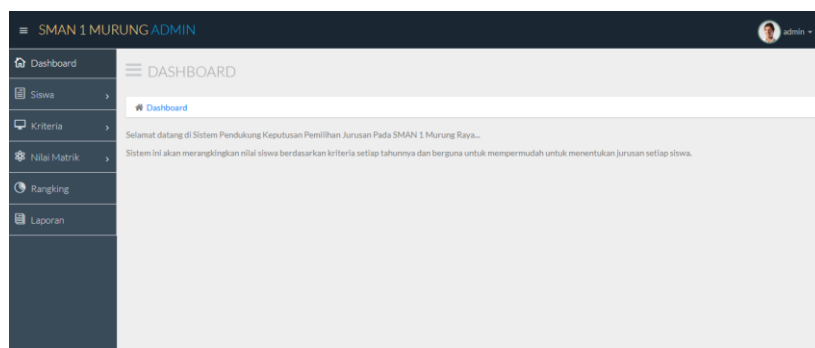 SMAN 1 MURUNG ADMIN
admin
Dashboard
Siswa
Kriteria
Nilai Matrik
Rangking
Laporan
DASHBOARD
Dashboard
Selamat datang di Sistem Pendukung Keputusan Pemilihan Jurusan Pada SMAN 1 Murung Raya...
Sistem ini akan merangkingkan nilai siswa berdasarkan kriteria setiap tahunnya dan berguna untuk mempermudah untuk menentukan jurusan setiap siswa.